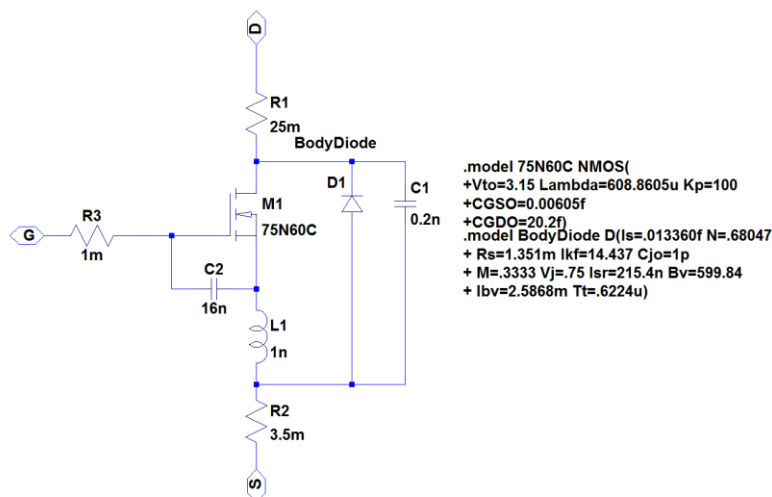 D
R1
25m
BodyDiode
D1
C1
0.2n
M1
75N60C
R3
1m
G
C2
16n
L1
1n
R2
3.5m
S
.model 75N60C NMOS(
+Vto=3.15 Lambda=608.8605u Kp=100
+CGSO=0.00605f
+CGDO=20.2f)
.model BodyDiode D(Is=.013360f N=.68047
+ Rs=1.351m Ikf=14.437 Cjo=1p
+ M=.3333 Vj=.75 Isr=215.4n Bv=599.84
+ Ibv=2.5868m Tt=.6224u)